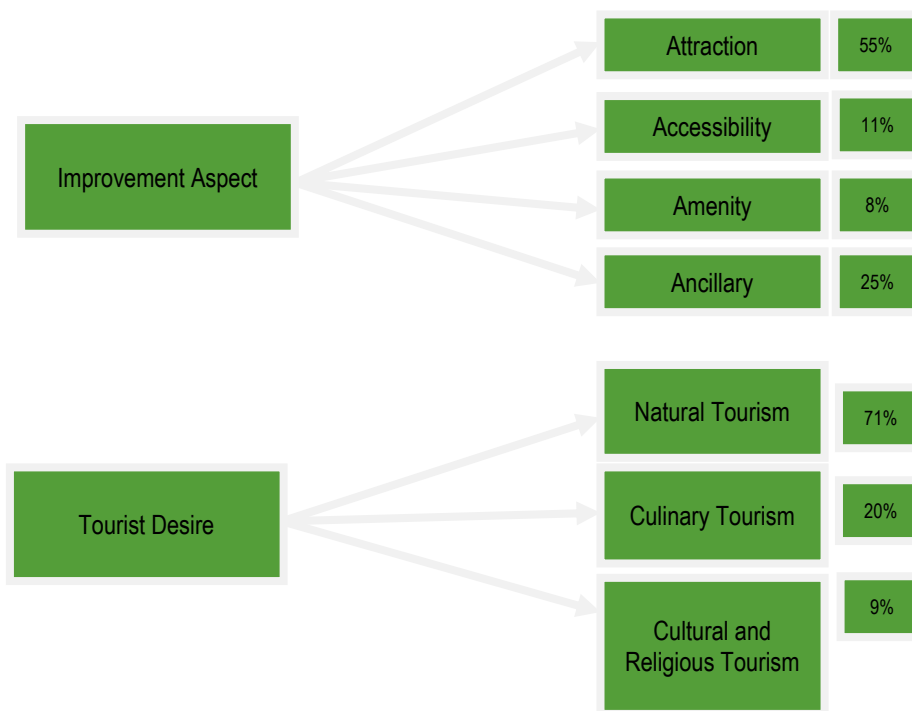 Attraction 55%
Improvement Aspect
Accessibility 11%
Amenity 8%
Ancillary 25%
Natural Tourism 71%
Tourist Desire
Culinary Tourism 20%
Cultural and
Religious Tourism
9%